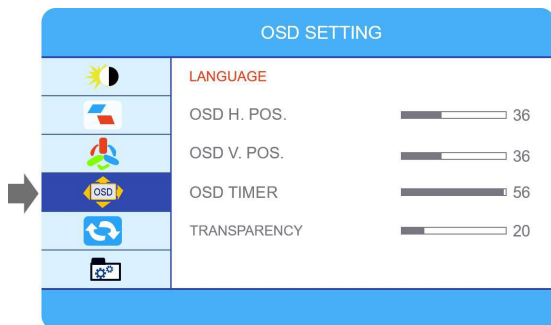 OSD SETTING
LANGUAGE
OSD H. POS. 36
OSD V. POS. 36
OSD OSD TIMER 56
TRANSPARENCY 20